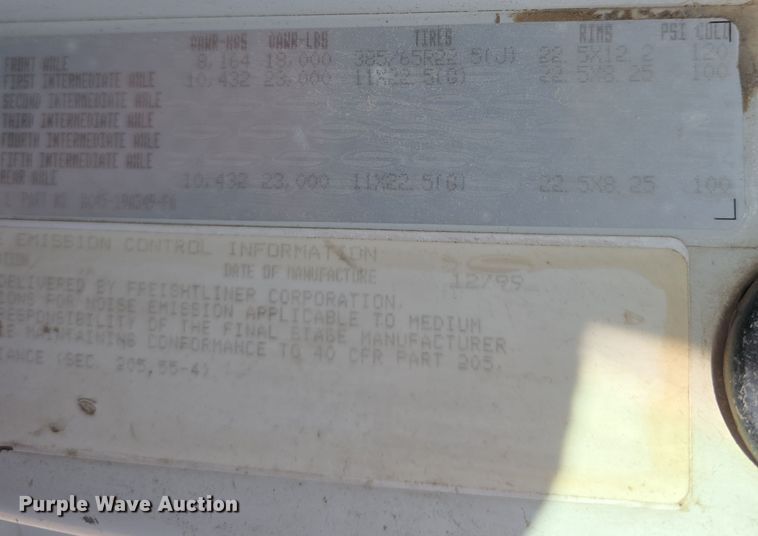 GAWR-KGS GAWR-LBS TIRES RIMS PSI COLD
FRONT AXLE 8,164 18,000 385/65R22.5(J) 22.5X12.2 120
FIRST INTERMEDIATE AXLE 10,432 23,000 11X22.5(G) 22.5X8.25 100
SECOND INTERMEDIATE AXLE
THIRD INTERMEDIATE AXLE
FOURTH INTERMEDIATE AXLE
FIFTH INTERMEDIATE AXLE
REAR AXLE 10,432 23,000 11X22.5(G) 22.5X8.25 100
PART NO.
E EMISSION CONTROL INFORMATION
DATE OF MANUFACTURE 12/99
DELIVERED BY FREIGHTLINER CORPORATION.
IONS FOR NOISE EMISSION APPLICABLE TO MEDIUM
RESPONSIBILITY OF THE FINAL STAGE MANUFACTURER
MAINTAINING CONFORMANCE TO 40 CFR PART 205.
IANCE (SEC. 205,55-4).
Purple Wave Auction